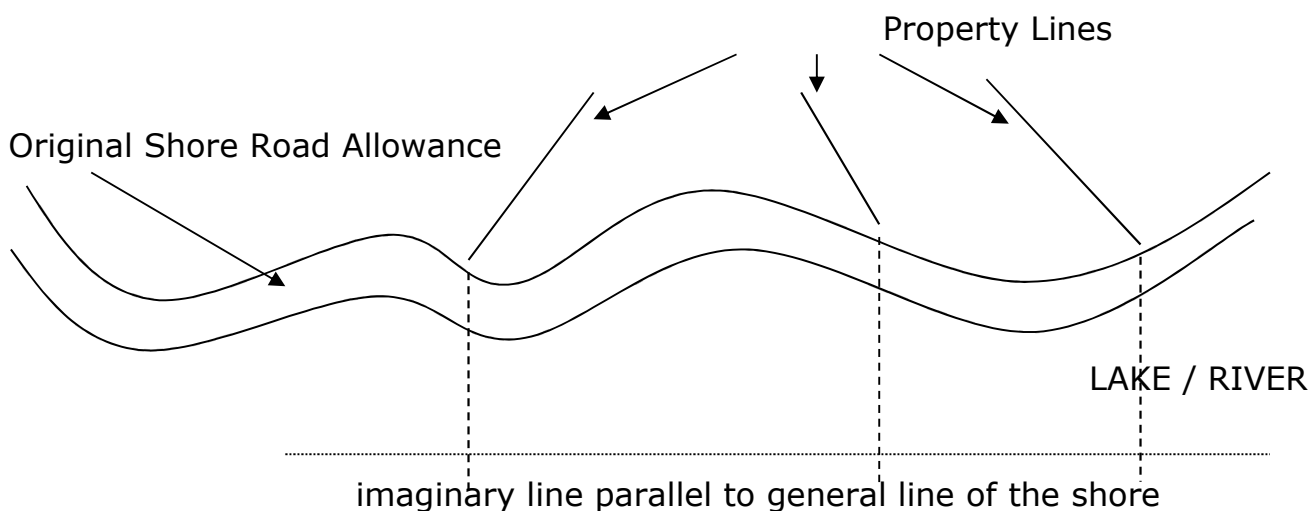 Property Lines
Original Shore Road Allowance
LAKE / RIVER
imaginary line parallel to general line of the shore